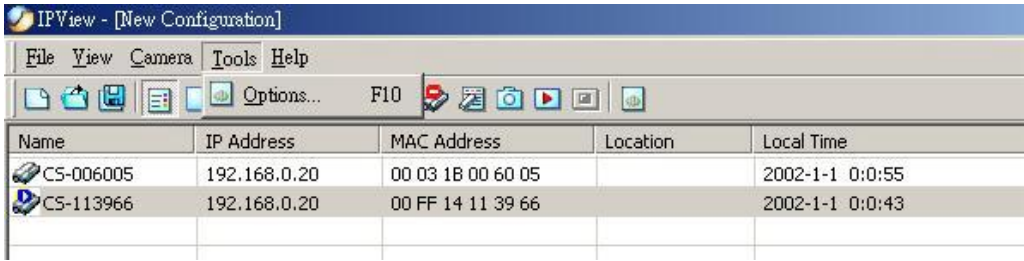 IPView - [New Configuration]
File View Camera Tools Help
Options... F10
Name IP Address MAC Address Location Local Time
CS-006005 192.168.0.20 00 03 1B 00 60 05 2002-1-1 0:0:55
CS-113966 192.168.0.20 00 FF 14 11 39 66 2002-1-1 0:0:43